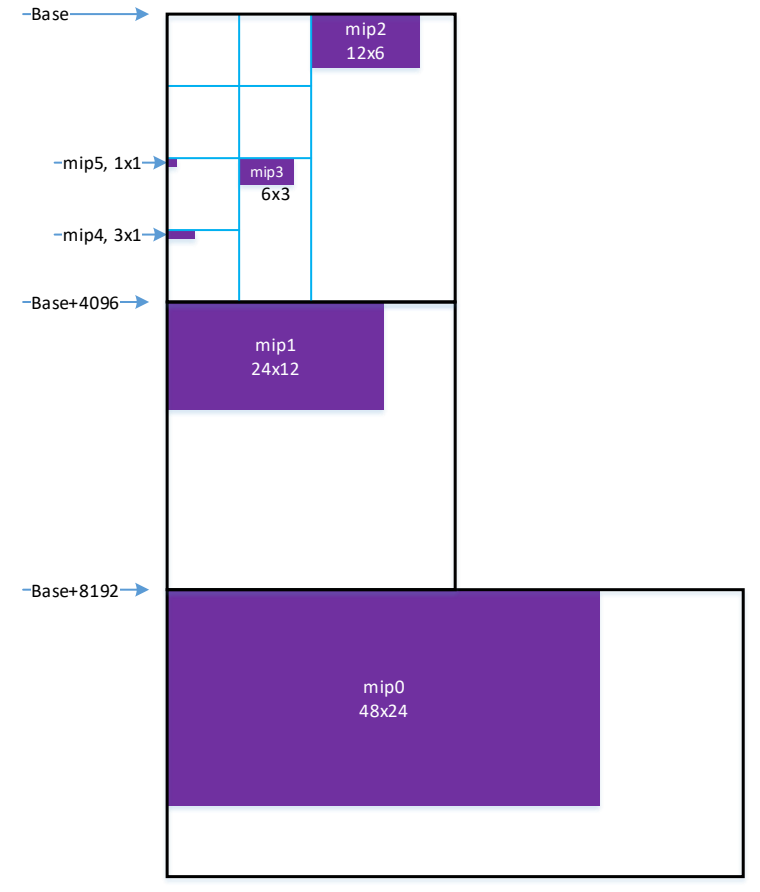 Base
mip2
12x6
mip5, 1x1
mip3
6x3
mip4, 3x1
Base+4096
mip1
24x12
Base+8192
mip0
48x24